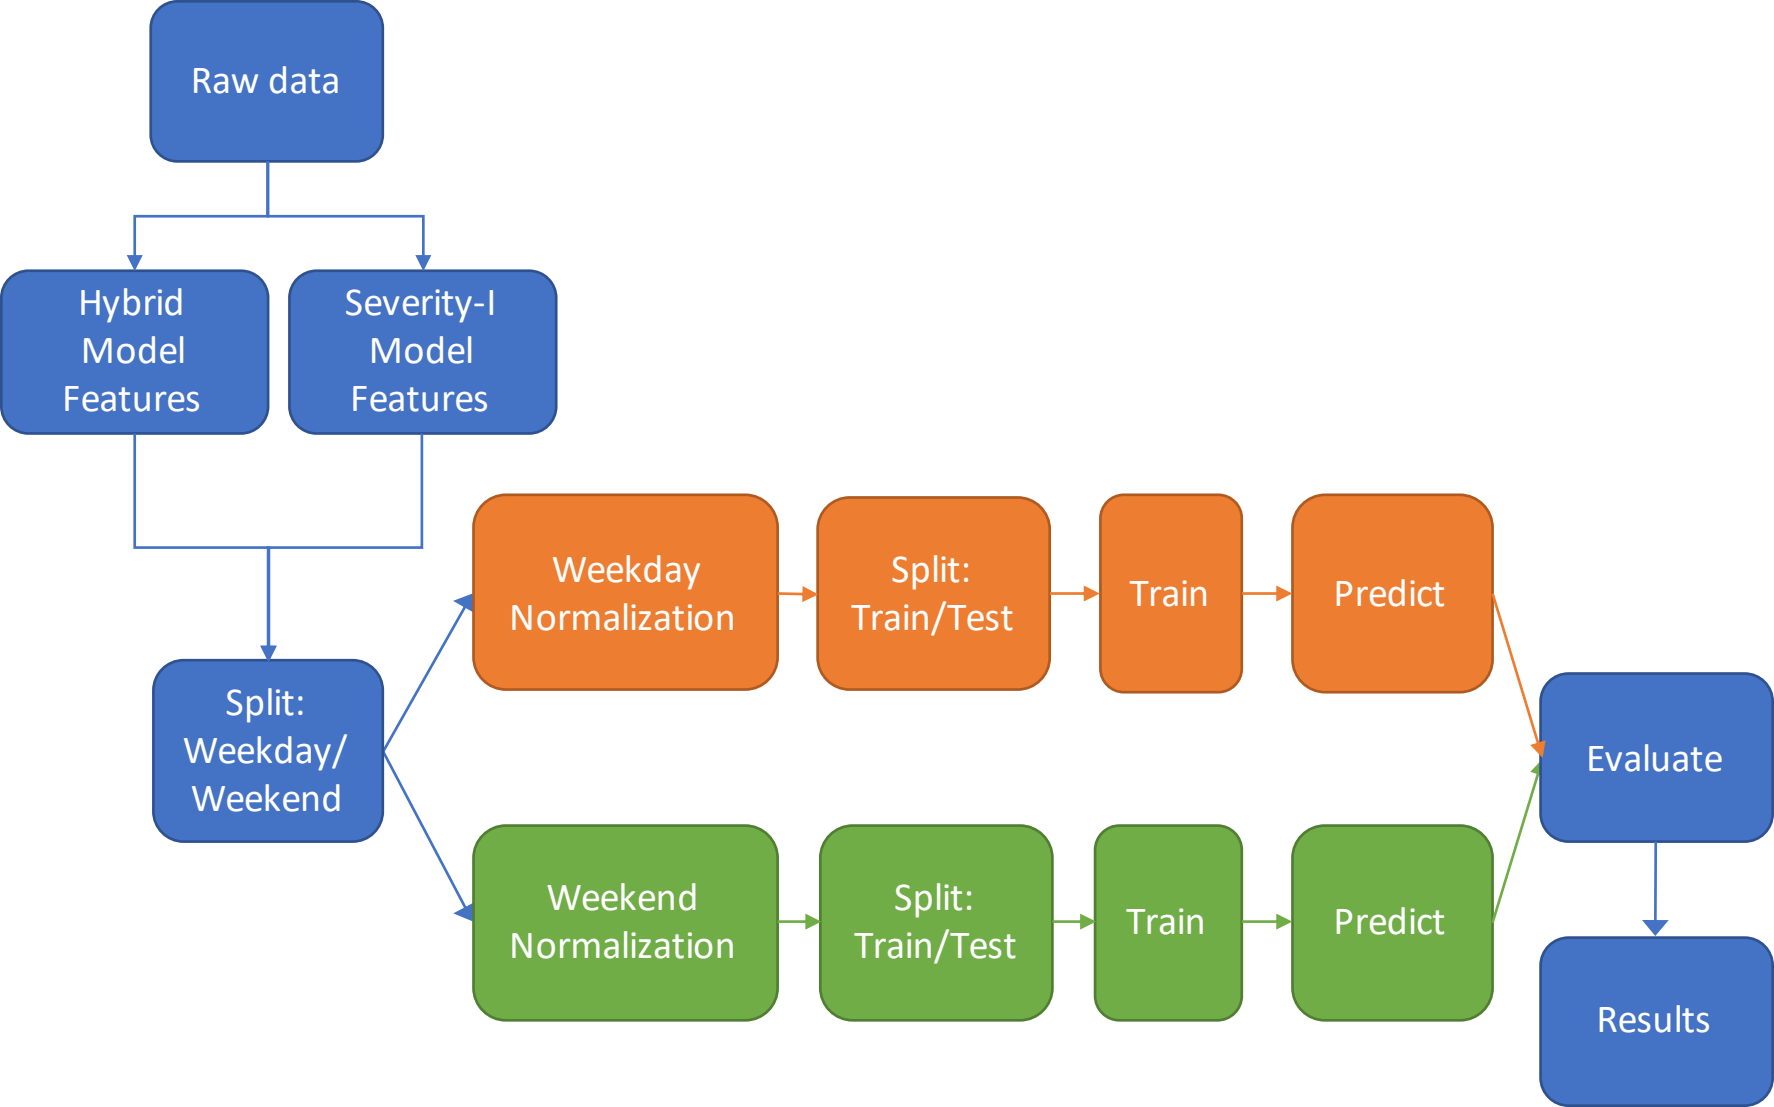 Raw data
Hybrid
Model
Features
Severity-I
Model
Features
Split:
Weekday/
Weekend
Weekday
Normalization
Split:
Train/Test
Train
Predict
Weekend
Normalization
Split:
Train/Test
Train
Predict
Evaluate
Results